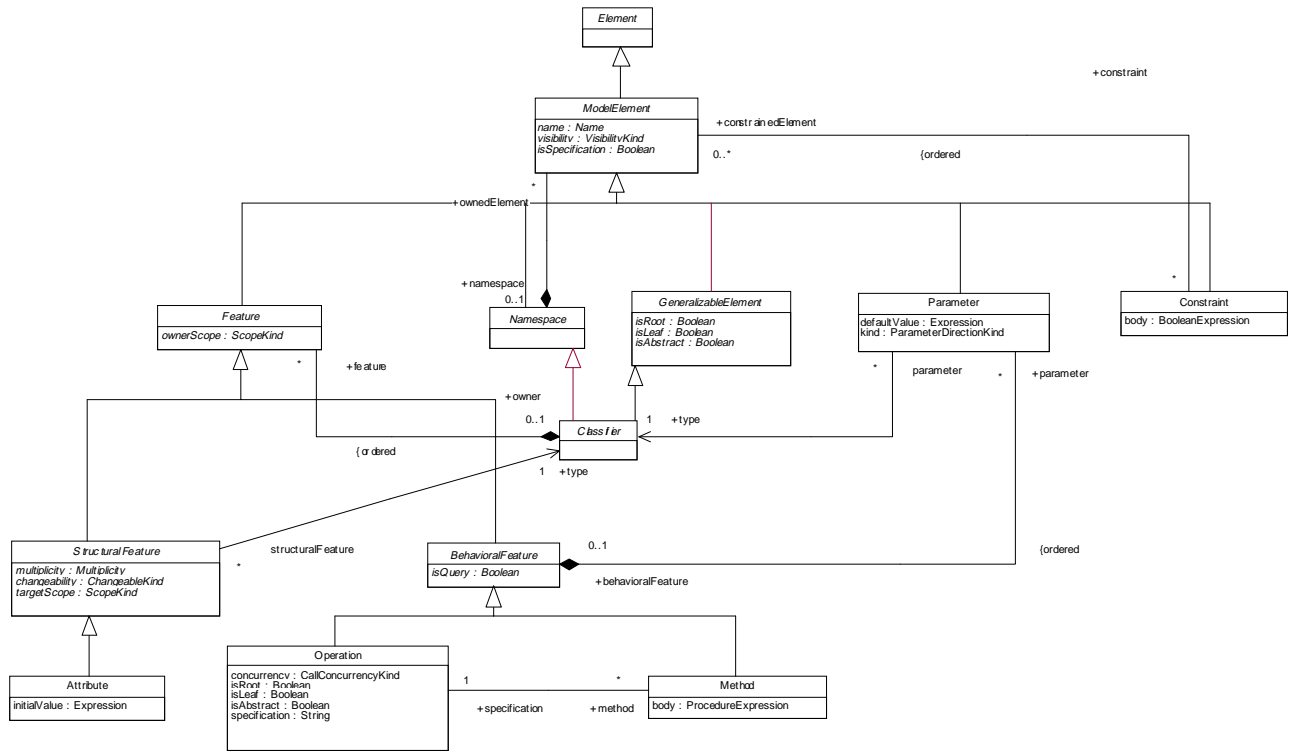 Element
+constraint
ModelElement
name : Name
visibility : VisibilityKind
isSpecification : Boolean
+constrainedElement
0..*
{ordered
*
+ownedElement
+namespace
0..1
*
Feature
ownerScope : ScopeKind
Namespace
GeneralizableElement
isRoot : Boolean
isLeaf : Boolean
isAbstract : Boolean
Parameter
defaultValue : Expression
kind : ParameterDirectionKind
Constraint
body : BooleanExpression
*
+feature
*
parameter
*
+parameter
+owner
0..1
1
+type
Classifier
{ordered
1
+type
StructuralFeature
multiplicity : Multiplicity
changeability : ChangeableKind
targetScope : ScopeKind
structuralFeature
*
BehavioralFeature
isQuery : Boolean
0..1
{ordered
+behavioralFeature
Operation
concurrency : CallConcurrencyKind
isRoot : Boolean
isLeaf : Boolean
isAbstract : Boolean
specification : String
1
*
+specification
+method
Attribute
initialValue : Expression
Method
body : ProcedureExpression